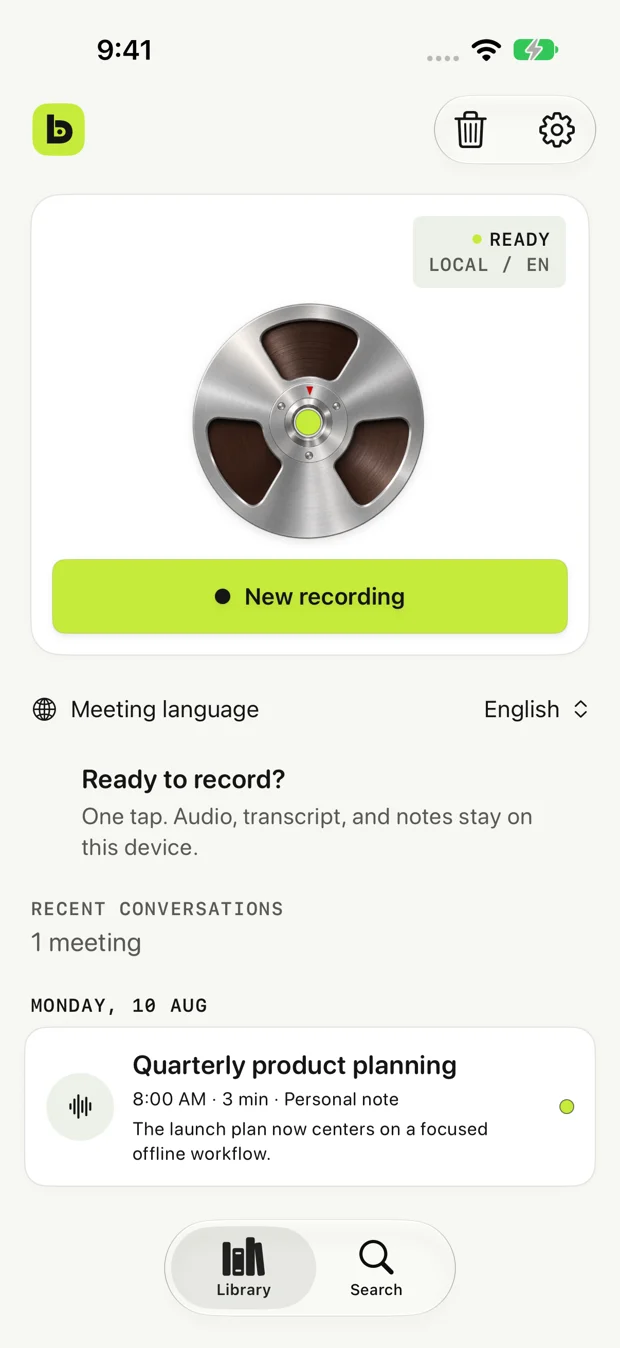 9:41
b
READY
LOCAL / EN
New recording
Meeting language
English
Ready to record?
One tap. Audio, transcript, and notes stay on
this device.
RECENT CONVERSATIONS
1 meeting
MONDAY, 10 AUG
Quarterly product planning
8:00 AM · 3 min · Personal note
The launch plan now centers on a focused
offline workflow.
Library
Search